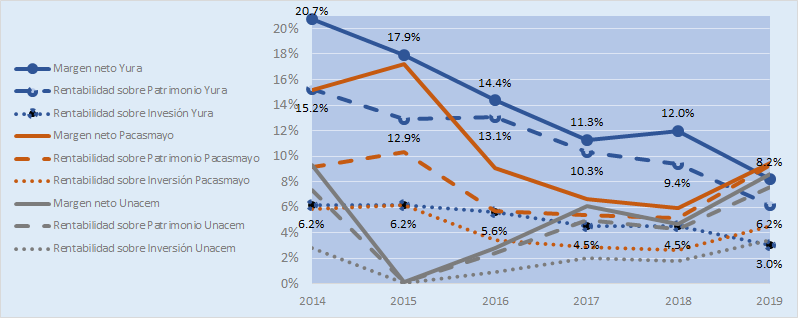 Margen neto Yura
Rentabilidad sobre Patrimonio Yura
Rentabilidad sobre Invesión Yura
Margen neto Pacasmayo
Rentabilidad sobre Patrimonio Pacasmayo
Rentabilidad sobre Inversión Pacasmayo
Margen neto Unacem
Rentabilidad sobre Patrimonio Unacem
Rentabilidad sobre Inversión Unacem
20%
18%
16%
14%
12%
10%
8%
6%
4%
2%
0%
20.7%
17.9%
14.4%
11.3%
12.0%
8.2%
15.2%
12.9%
13.1%
10.3%
9.4%
6.2%
6.2%
6.2%
5.6%
4.5%
4.5%
3.0%
2014 2015 2016 2017 2018 2019